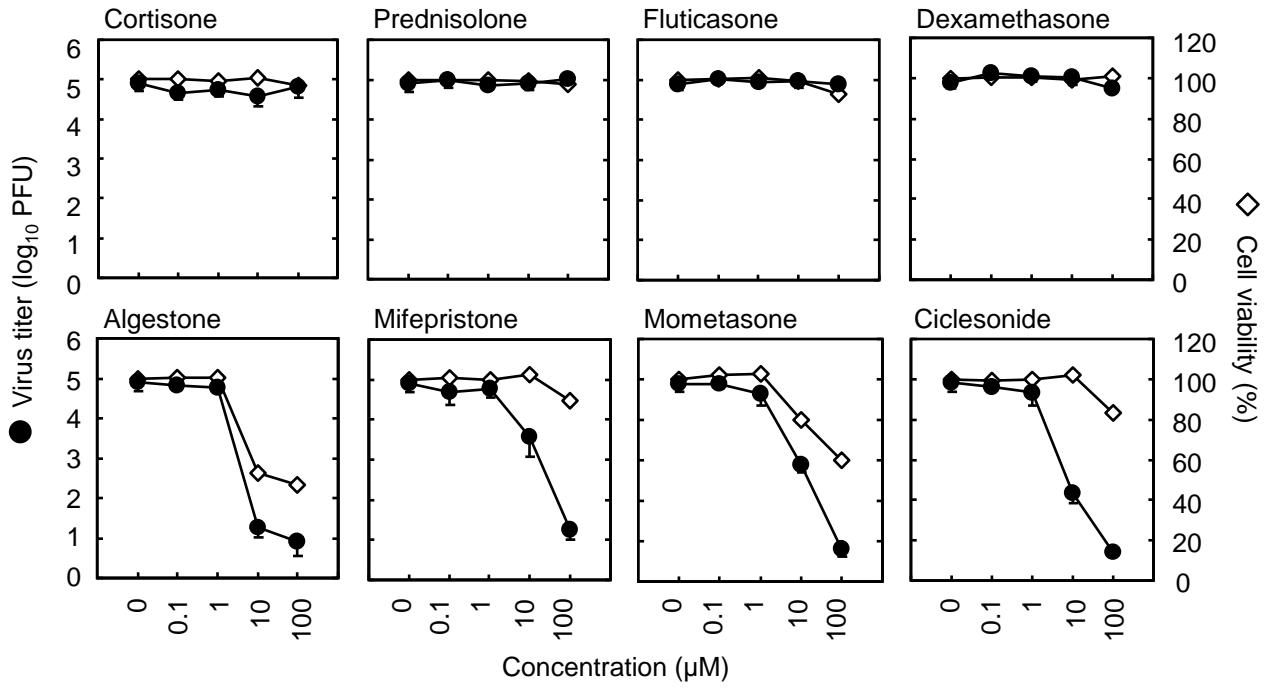 Cortisone Prednisolone Fluticasone Dexamethasone
6 120
5 100
4 80
3 60
2 40
1 20
0 0
Algestone Mifepristone Mometasone Ciclesonide
6 120
5 100
4 80
3 60
2 40
1 20
0 0
Virus titer (log10 PFU)
Cell viability (%)
0 0.1 1 10 100 0 0.1 1 10 100 0 0.1 1 10 100 0 0.1 1 10 100
Concentration (µM)